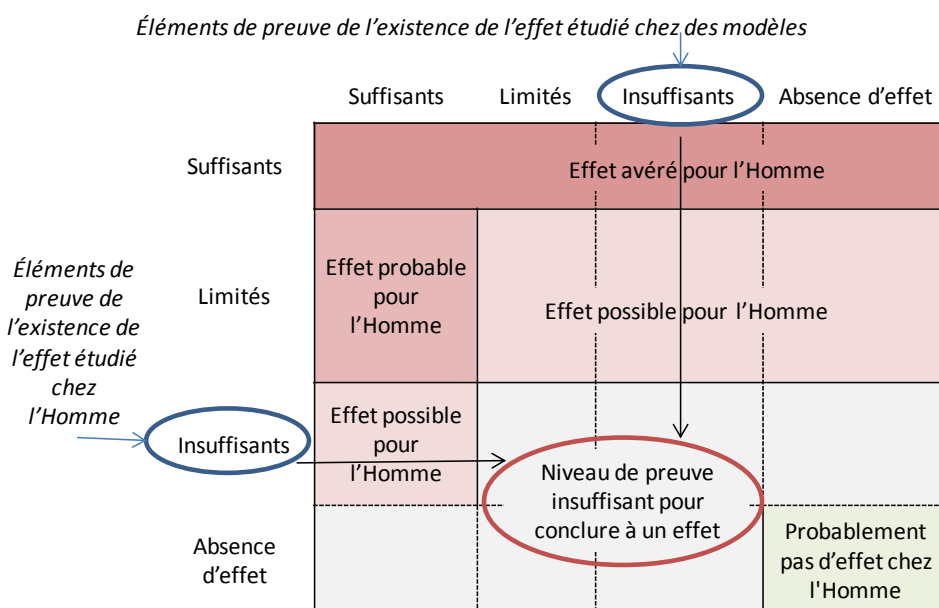 Éléments de preuve de l'existence de l'effet étudié chez des modèles
Suffisants Limités Insuffisants Absence d'effet
Suffisants
Effet avéré pour l'Homme
Éléments de
preuve de
l'existence de
l'effet étudié
chez
l'Homme
Limités
Effet probable
pour
l'Homme
Effet possible pour l'Homme
Insuffisants
Effet possible
pour
l'Homme
Niveau de preuve
insuffisant pour
conclure à un effet
Absence
d'effet
Probablement
pas d'effet chez
l'Homme